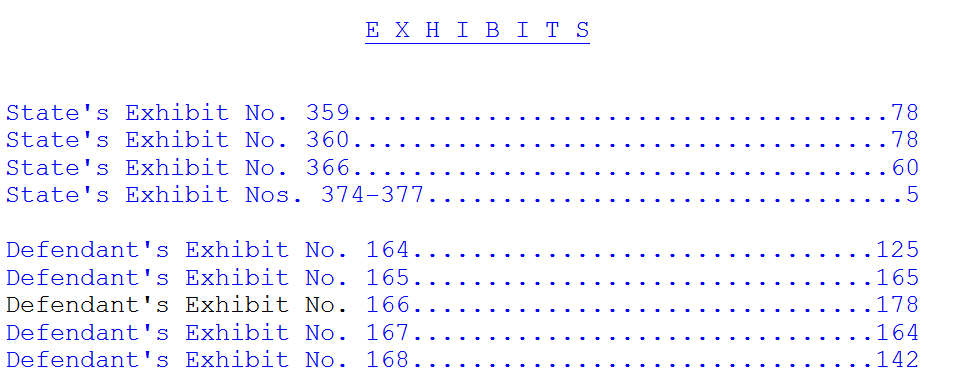 E X H I B I T S
State's Exhibit No. 359....................................78
State's Exhibit No. 360....................................78
State's Exhibit No. 366....................................60
State's Exhibit Nos. 374-377................................5
Defendant's Exhibit No. 164...............................125
Defendant's Exhibit No. 165...............................165
Defendant's Exhibit No. 166...............................178
Defendant's Exhibit No. 167...............................164
Defendant's Exhibit No. 168...............................142